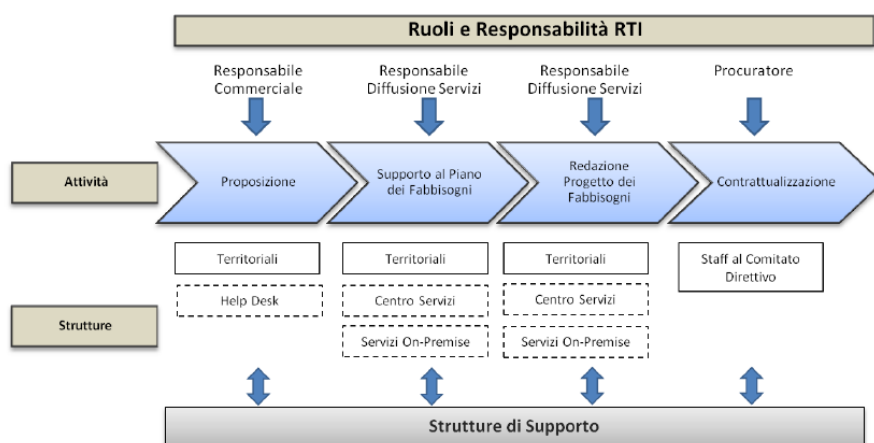 Ruoli e Responsabilità RTI
Responsabile
Commerciale
Responsabile
Diffusione Servizi
Responsabile
Diffusione Servizi
Procuratore
Attività
Proposizione
Supporto al Piano
dei Fabbisogni
Redazione
Progetto dei
Fabbisogni
Contrattualizzazione
Strutture
Territoriali
Help Desk
Territoriali
Centro Servizi
Servizi On-Premise
Territoriali
Centro Servizi
Servizi On-Premise
Staff al Comitato
Direttivo
Strutture di Supporto